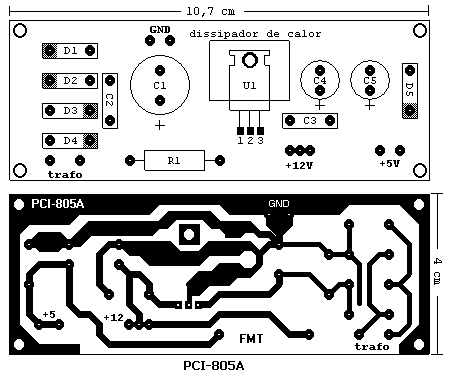 10,7 cm
GND
dissipador de calor
D1
D2
D3
D4
C2
C1
U1
C4
C5
D5
C3
1 2 3
R1
trafo
+12V
+5V
PCI-805A
GND
4 cm
+5
+12
FMT
trafo
PCI-805A